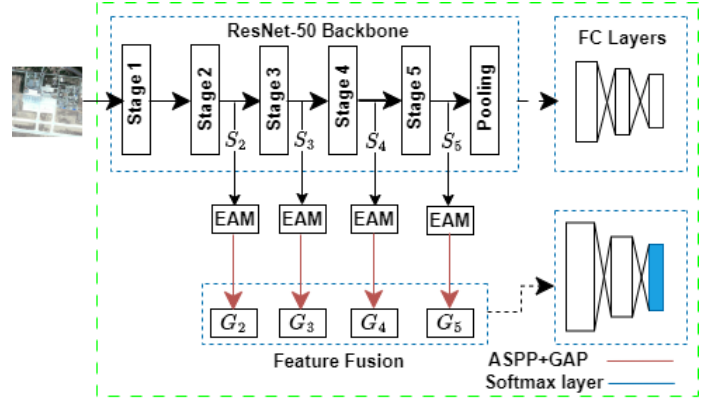 ResNet-50 Backbone
FC Layers
Stage 1
Stage 2
Stage 3
Stage 4
Stage 5
Pooling
S2
S3
S4
S5
EAM
EAM
EAM
EAM
G2
G3
G4
G5
Feature Fusion
ASPP+GAP
Softmax layer